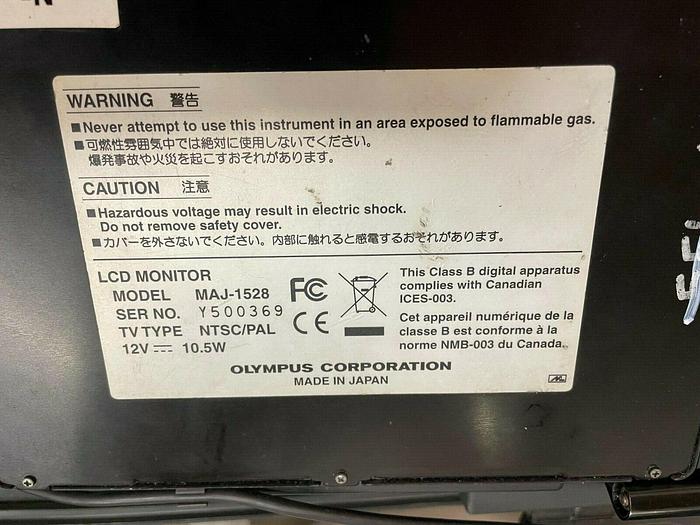 -N
WARNING 警告
■Never attempt to use this instrument in an area exposed to flammable gas.
■可燃性雰囲気中では絶対に使用しないでください。
爆発事故や火災を起こすおそれがあります。
CAUTION 注意
■Hazardous voltage may result in electric shock.
Do not remove safety cover.
■カバーを外さないでください。内部に触れると感電するおそれがあります。
LCD MONITOR
MODEL MAJ-1528
SER NO. Y500369
TV TYPE NTSC/PAL
12V ⎓ 10.5W
FC
CE
This Class B digital apparatus
complies with Canadian
ICES-003.
Cet appareil numérique de la
classe B est conforme à la
norme NMB-003 du Canada.
OLYMPUS CORPORATION
MADE IN JAPAN